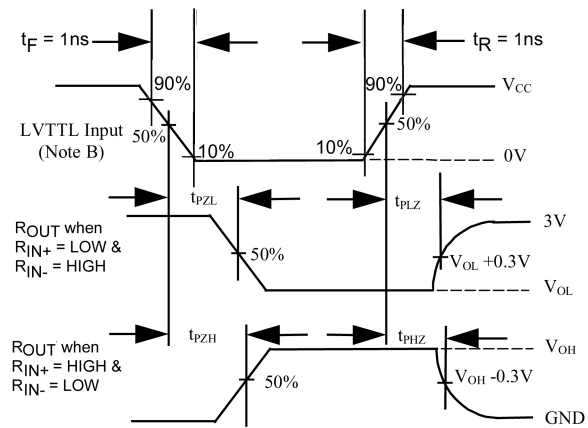 tF = 1ns
tR = 1ns
90%
90%
VCC
LVTTL Input
(Note B)
50%
50%
10%
10%
0V
tPZL
tPLZ
ROUT when
RIN+ = LOW &
RIN- = HIGH
3V
50%
VOL +0.3V
VOL
tPZH
tPHZ
ROUT when
RIN+ = HIGH &
RIN- = LOW
VOH
50%
VOH -0.3V
GND